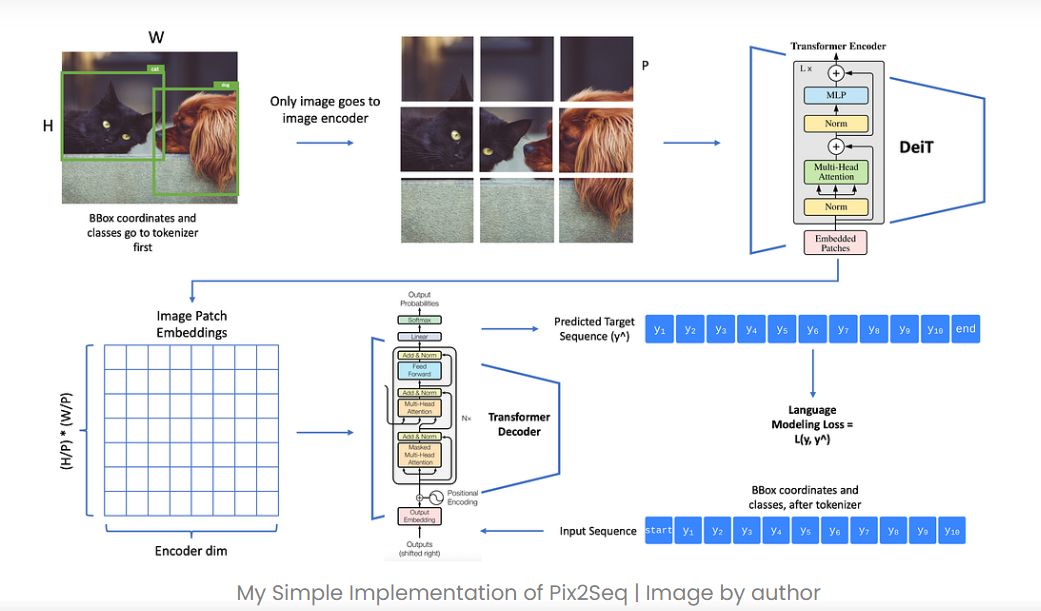 W
H
cat
dog
BBox coordinates and
classes go to tokenizer
first
Only image goes to
image encoder
P
Transformer Encoder
L ×
+
MLP
Norm
+
Multi-Head
Attention
Norm
Embedded
Patches
DeiT
Image Patch
Embeddings
(H/P) * (W/P)
Encoder dim
Output
Probabilities
Softmax
Linear
Add & Norm
Feed
Forward
Add & Norm
Multi-Head
Attention
N×
Add & Norm
Masked
Multi-Head
Attention
Positional
Encoding
Output
Embedding
Outputs
(shifted right)
Transformer
Decoder
Predicted Target
Sequence (y^)
y₁ y₂ y₃ y₄ y₅ y₆ y₇ y₈ y₉ y₁₀ end
Language
Modeling Loss =
L(y, y^)
BBox coordinates and
classes, after tokenizer
Input Sequence
start y₁ y₂ y₃ y₄ y₅ y₆ y₇ y₈ y₉ y₁₀
My Simple Implementation of Pix2Seq | Image by author